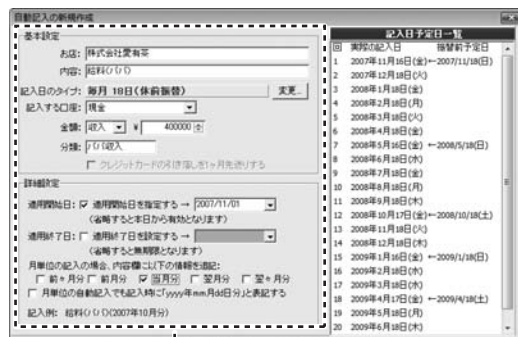 自動記入の新規作成
基本設定
お店: 株式会社愛有茶
内容: 給料(パパ)
記入日のタイプ: 毎月 18日(休前振替) 変更..
記入する口座: 現金
金額: 収入 ¥ 400000
分類: パパ収入
クレジットカードの引き落しを1ヶ月先送りする
詳細設定
適用開始日: 適用開始日を指定する→ 2007/11/01
(省略すると本日から有効となります)
適用終了日: 適用終了日を設定する→
(省略すると無期限となります)
月単位の記入の場合、内容欄に以下の情報を追記:
前々月分 前月分 当月分 翌月分 翌々月分
月単位の自動記入でも記入時に「yyyy年mm月dd日分」と表記する
記入例: 給料(パパ)(2007年10月分)
記入日予定日一覧
回 実際の記入日 振替前予定日
1 2007年11月16日(金)←2007/11/18(日)
2 2007年12月18日(火)
3 2008年1月18日(金)
4 2008年2月18日(月)
5 2008年3月18日(火)
6 2008年4月18日(金)
7 2008年5月16日(金) ←2008/5/18(日)
8 2008年6月18日(水)
9 2008年7月18日(金)
10 2008年8月18日(月)
11 2008年9月18日(木)
12 2008年10月17日(金)←2008/10/18(土)
13 2008年11月18日(火)
14 2008年12月18日(木)
15 2009年1月16日(金) ←2009/1/18(日)
16 2009年2月18日(水)
17 2009年3月18日(水)
18 2009年4月17日(金) ←2009/4/18(土)
19 2009年5月18日(月)
20 2009年6月18日(木)